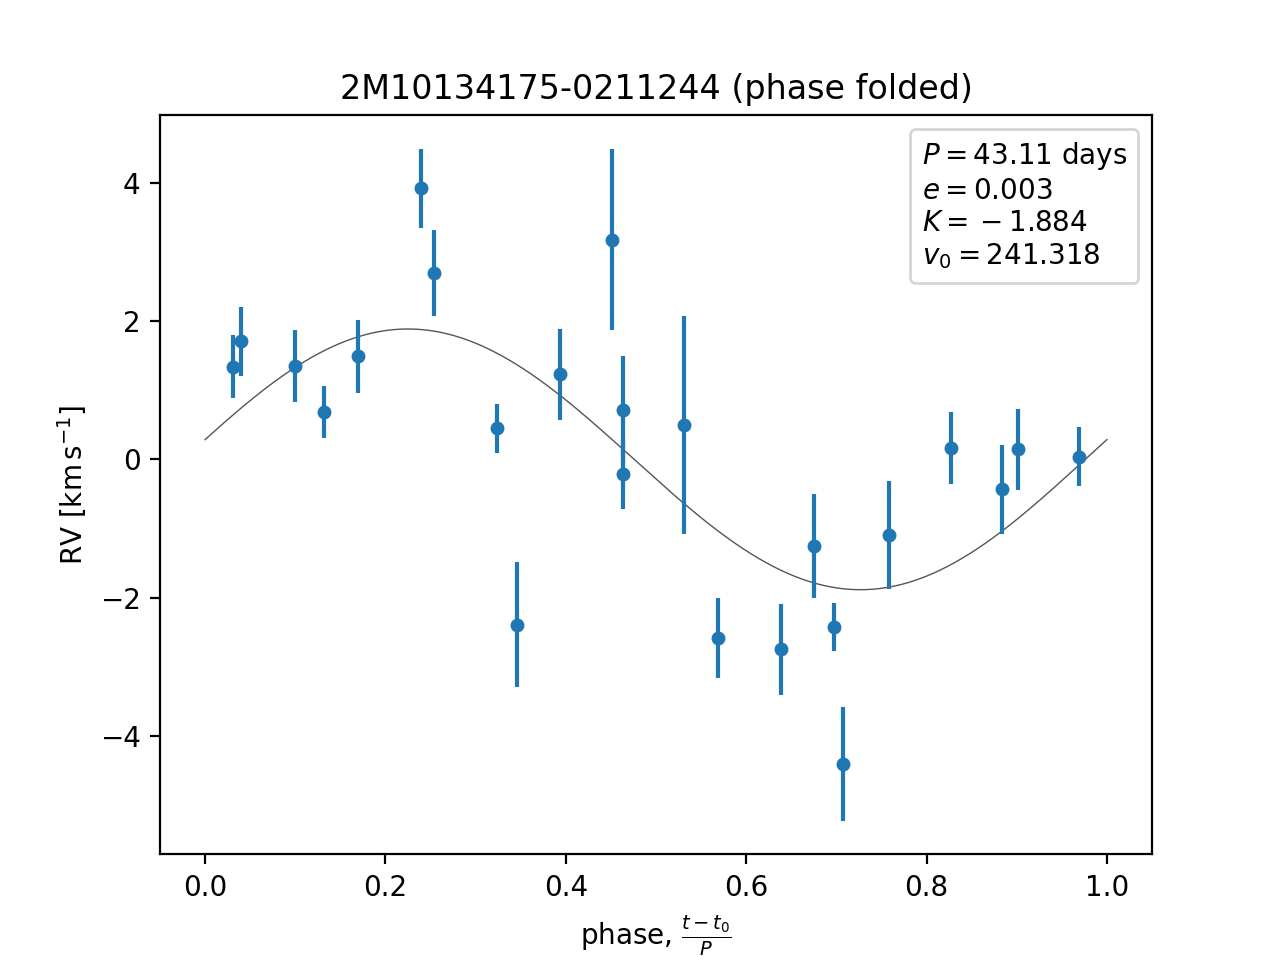 2M10134175-0211244 (phase folded)
P = 43.11 days
e = 0.003
K = −1.884
v₀ = 241.318
4
2
0
−2
−4
RV [km s⁻¹]
0.0 0.2 0.4 0.6 0.8 1.0
phase, (t − t₀)/P